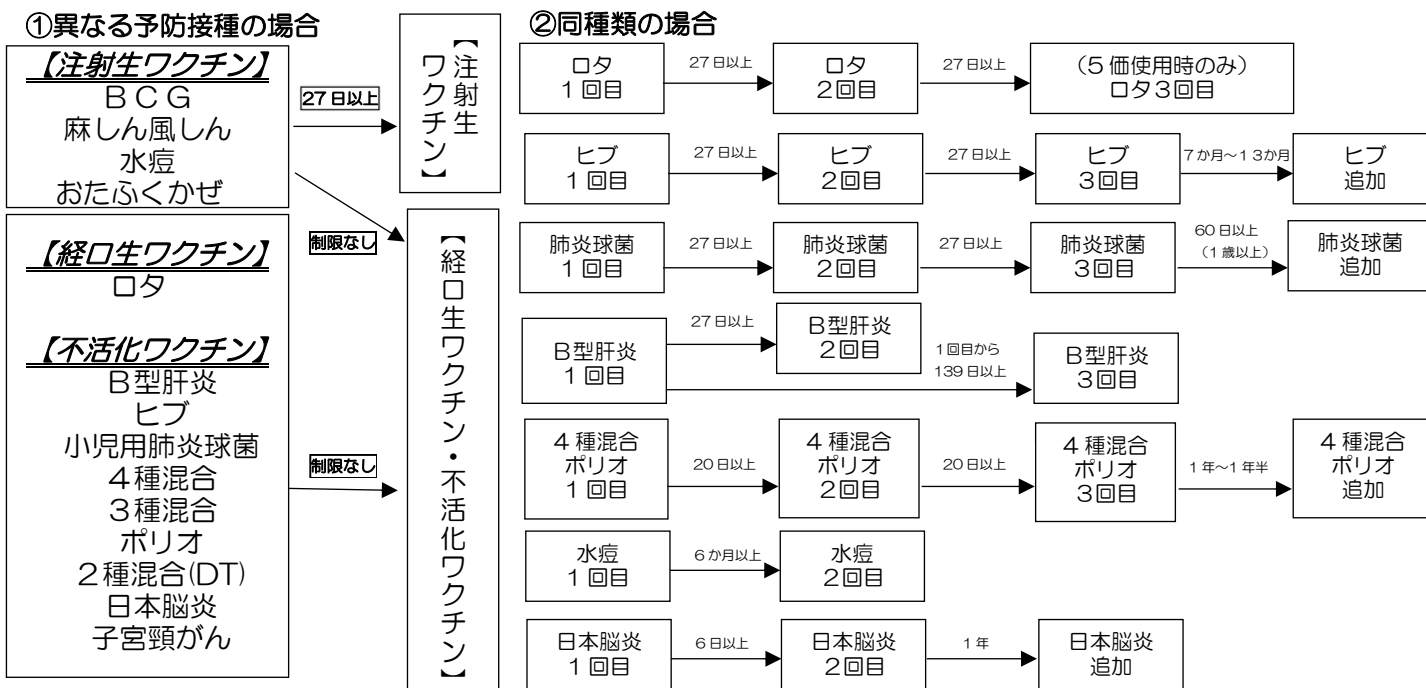 ①異なる予防接種の場合
【注射生ワクチン】
ＢＣＧ
麻しん風しん
水痘
おたふくかぜ
27日以上
【注射生
ワクチン】
制限なし
【経口生ワクチン】
ロタ
【不活化ワクチン】
Ｂ型肝炎
ヒブ
小児用肺炎球菌
４種混合
３種混合
ポリオ
２種混合(DT)
日本脳炎
子宮頸がん
制限なし
【経口生ワクチン・不活化ワクチン】
②同種類の場合
ロタ
１回目
27日以上
ロタ
２回目
27日以上
（５価使用時のみ）
ロタ３回目
ヒブ
１回目
27日以上
ヒブ
２回目
27日以上
ヒブ
３回目
７か月～１３か月
ヒブ
追加
肺炎球菌
１回目
27日以上
肺炎球菌
２回目
27日以上
肺炎球菌
３回目
60日以上
（１歳以上）
肺炎球菌
追加
Ｂ型肝炎
１回目
27日以上
Ｂ型肝炎
２回目
１回目から
139日以上
Ｂ型肝炎
３回目
４種混合
ポリオ
１回目
20日以上
４種混合
ポリオ
２回目
20日以上
４種混合
ポリオ
３回目
１年～１年半
４種混合
ポリオ
追加
水痘
１回目
６か月以上
水痘
２回目
日本脳炎
１回目
６日以上
日本脳炎
２回目
１年
日本脳炎
追加